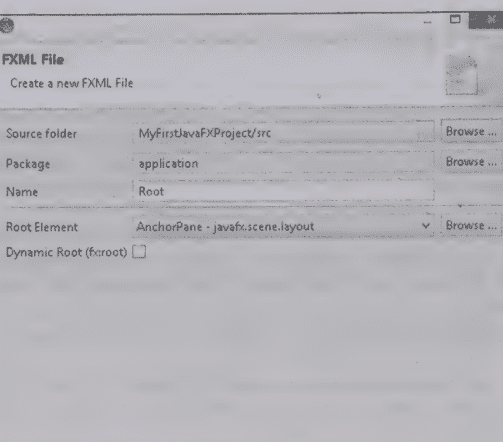 FXML File
Create a new FXML File
Source folder MyFirstJavaFXProject/src Browse ...
Package application Browse ...
Name Root
Root Element AnchorPane - javafx.scene.layout Browse ...
Dynamic Root (fx:root)